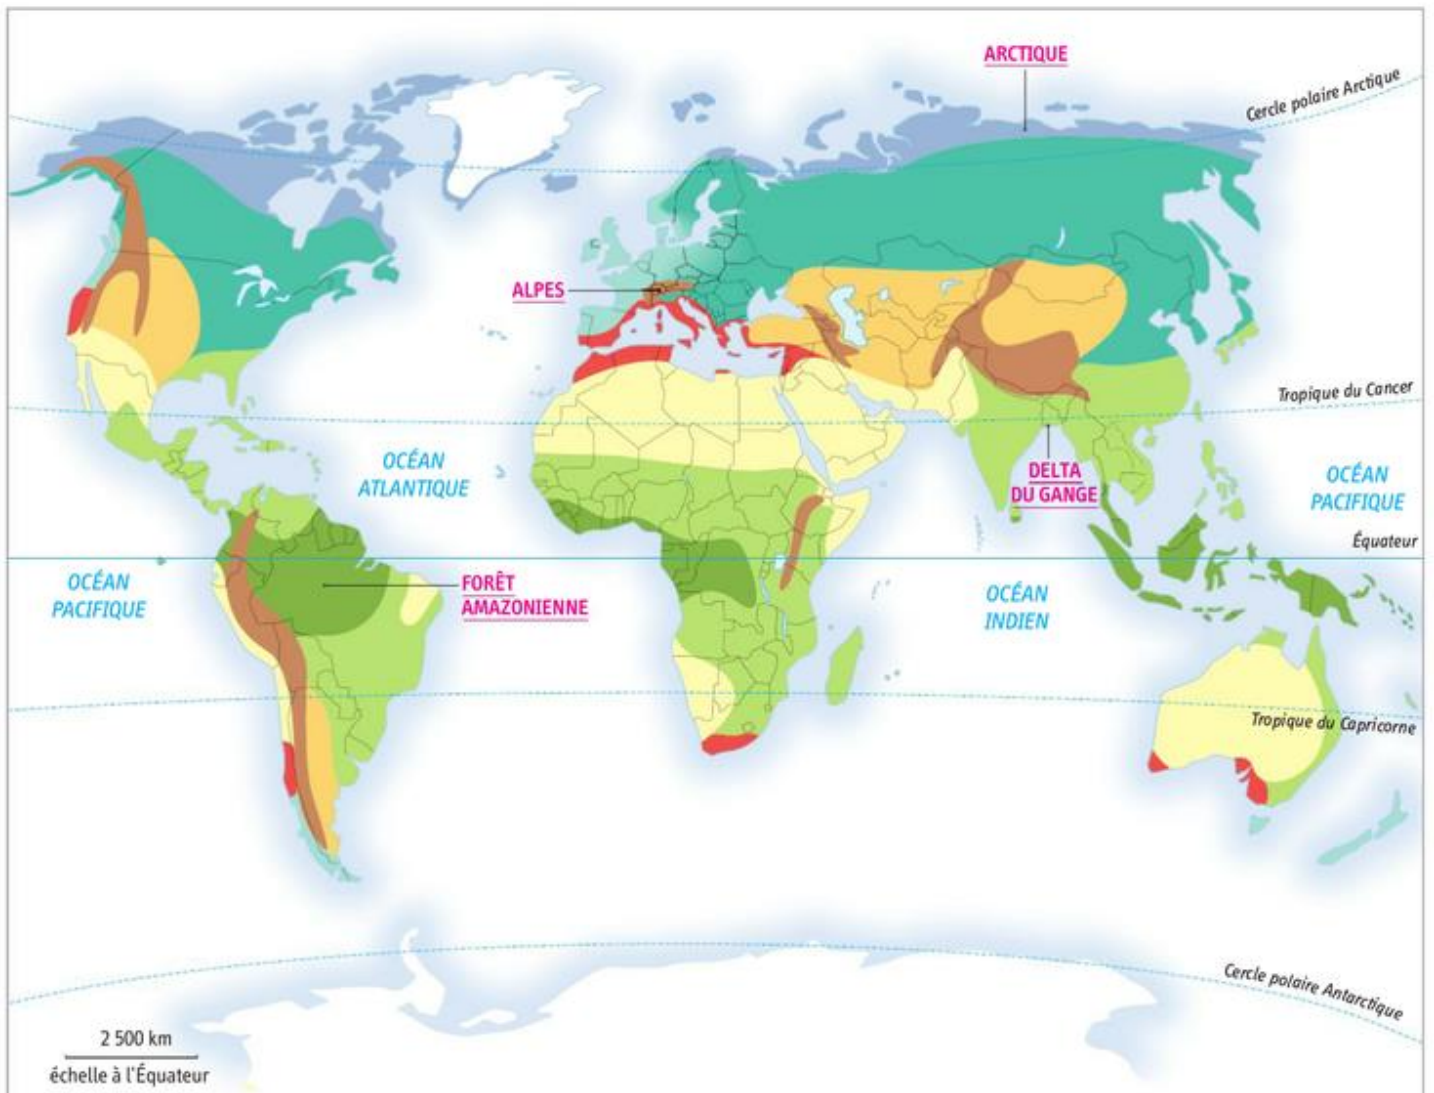 ARCTIQUE
Cercle polaire Arctique
ALPES
Tropique du Cancer
OCÉAN
ATLANTIQUE
DELTA
DU GANGE
OCÉAN
PACIFIQUE
Équateur
OCÉAN
PACIFIQUE
FORÊT
AMAZONIENNE
OCÉAN
INDIEN
Tropique du Capricorne
Cercle polaire Antarctique
2 500 km
échelle à l'Équateur